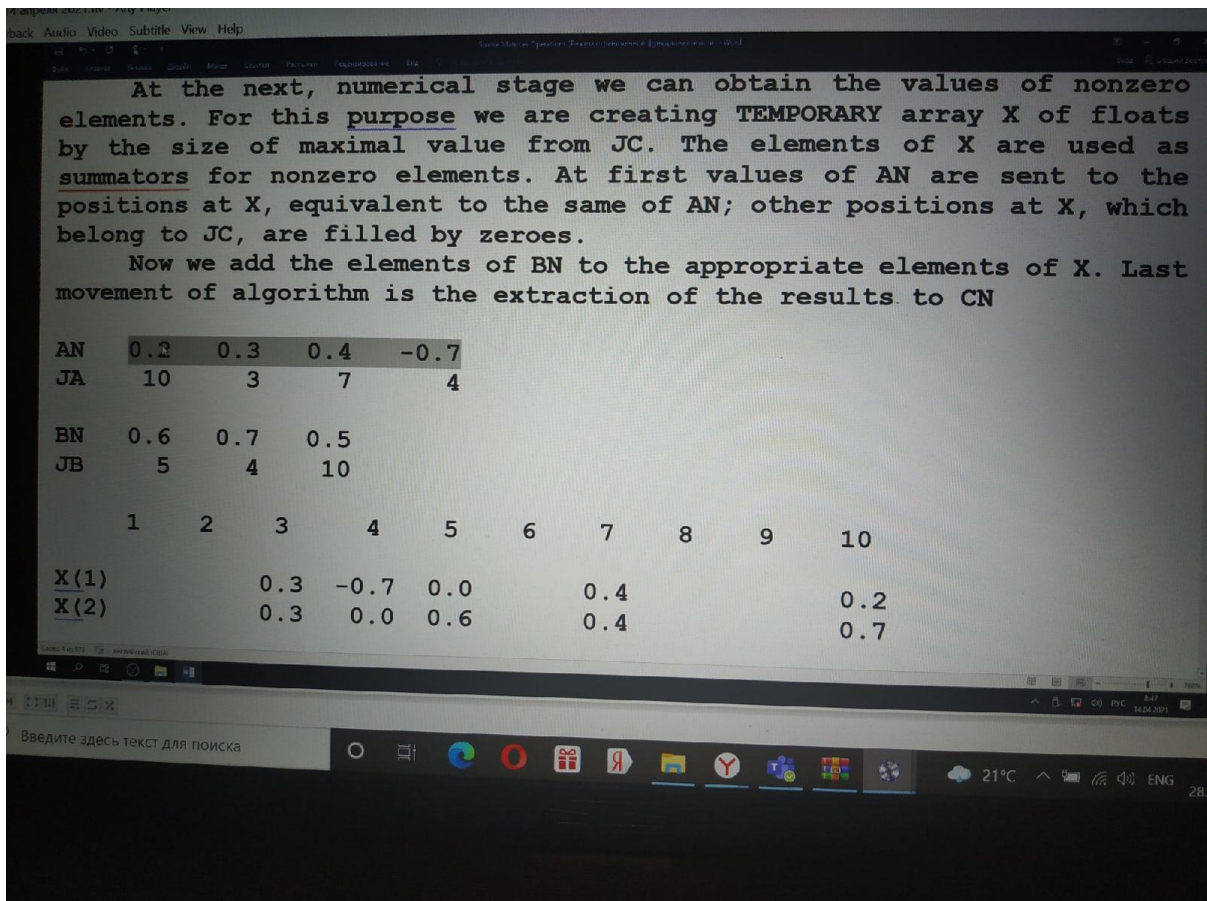 back Audio Video Subtitle View Help
At the next, numerical stage we can obtain the values of nonzero
elements. For this purpose we are creating TEMPORARY array X of floats
by the size of maximal value from JC. The elements of X are used as
summators for nonzero elements. At first values of AN are sent to the
positions at X, equivalent to the same of AN; other positions at X, which
belong to JC, are filled by zeroes.
Now we add the elements of BN to the appropriate elements of X. Last
movement of algorithm is the extraction of the results to CN
AN 0.2 0.3 0.4 -0.7
JA 10 3 7 4
BN 0.6 0.7 0.5
JB 5 4 10
1 2 3 4 5 6 7 8 9 10
X(1) 0.3 -0.7 0.0 0.4 0.2
X(2) 0.3 0.0 0.6 0.4 0.7
РУС 8:47
14.04.2021
Введите здесь текст для поиска
21°C ENG
28.